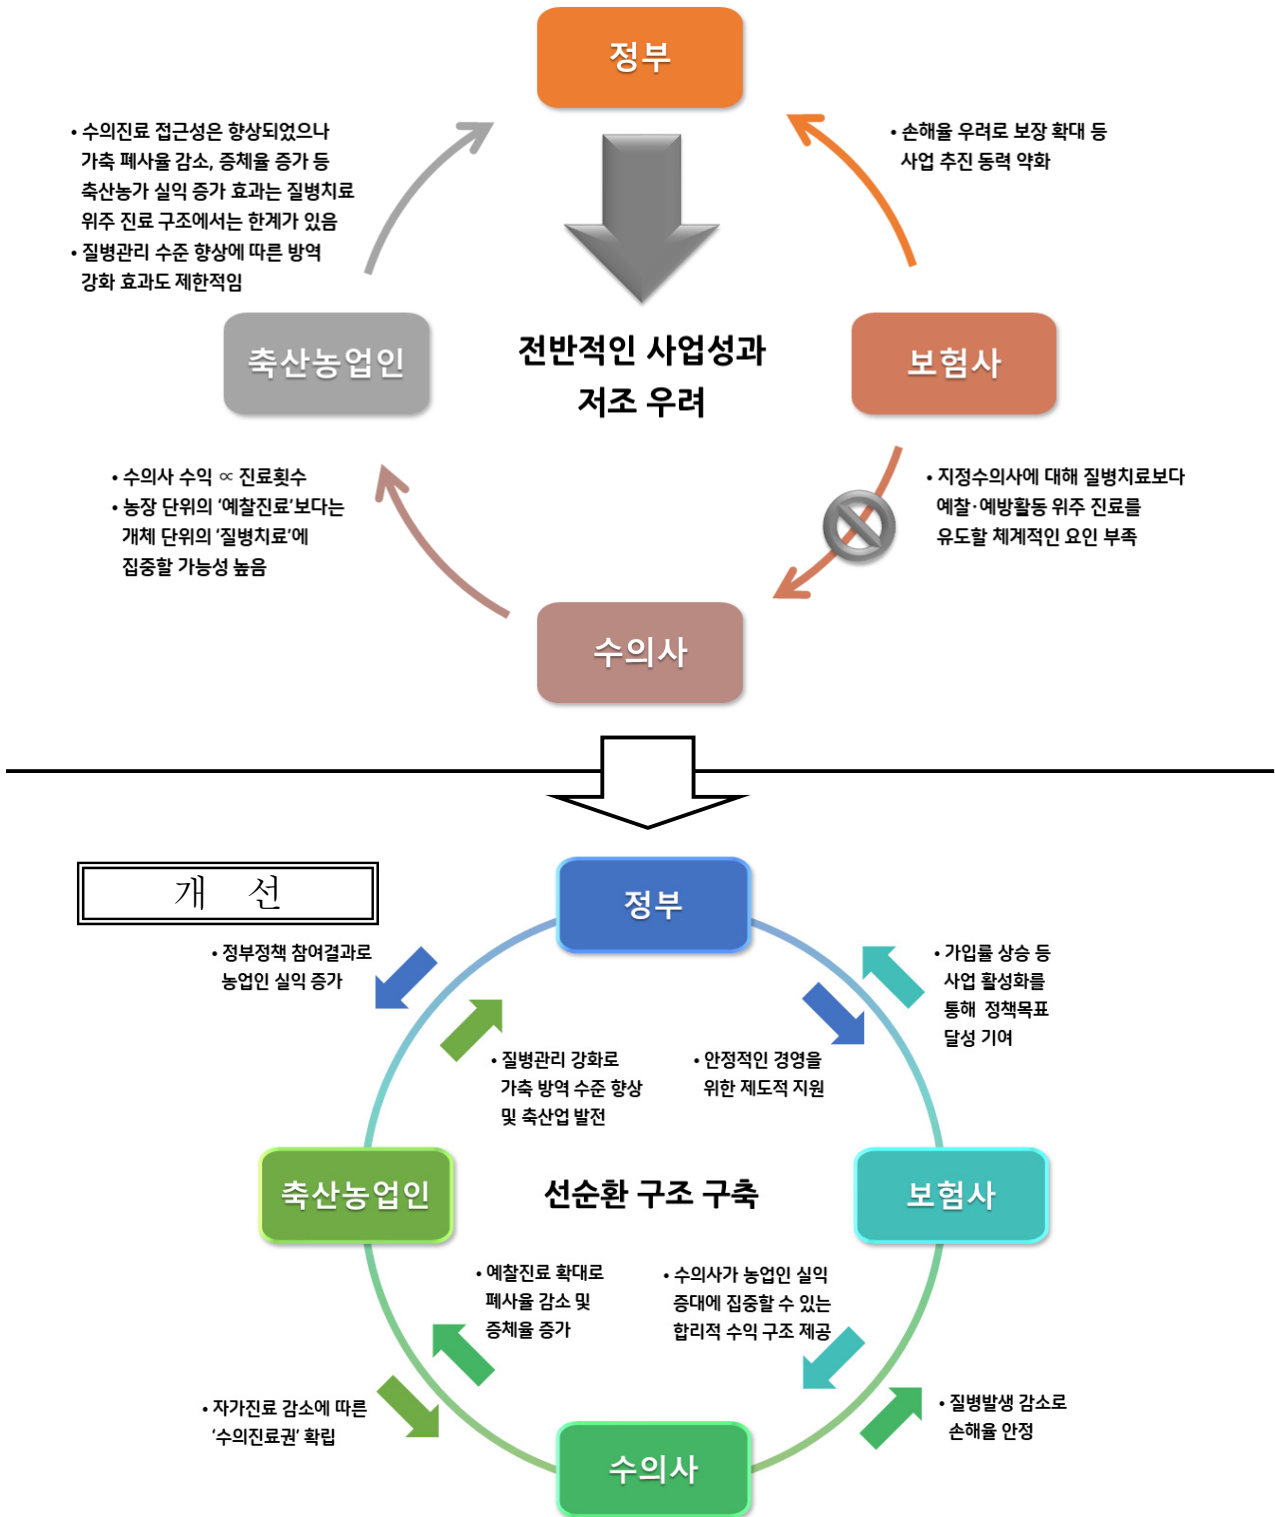 정부
• 수의진료 접근성은 향상되었으나
가축 폐사율 감소, 증체율 증가 등
축산농가 실익 증가 효과는 질병치료
위주 진료 구조에서는 한계가 있음
• 질병관리 수준 향상에 따른 방역
강화 효과도 제한적임
• 손해율 우려로 보장 확대 등
사업 추진 동력 약화
축산농업인
전반적인 사업성과
저조 우려
보험사
• 수의사 수익 ∝ 진료횟수
• 농장 단위의 ‘예찰진료’보다는
개체 단위의 ‘질병치료’에
집중할 가능성 높음
• 지정수의사에 대해 질병치료보다
예찰·예방활동 위주 진료를
유도할 체계적인 요인 부족
수의사
개 선
정부
• 정부정책 참여결과로
농업인 실익 증가
• 가입률 상승 등
사업 활성화를
통해 정책목표
달성 기여
• 질병관리 강화로
가축 방역 수준 향상
및 축산업 발전
• 안정적인 경영을
위한 제도적 지원
축산농업인
선순환 구조 구축
보험사
• 예찰진료 확대로
폐사율 감소 및
증체율 증가
• 수의사가 농업인 실익
증대에 집중할 수 있는
합리적 수익 구조 제공
• 자가진료 감소에 따른
‘수의진료권’ 확립
• 질병발생 감소로
손해율 안정
수의사